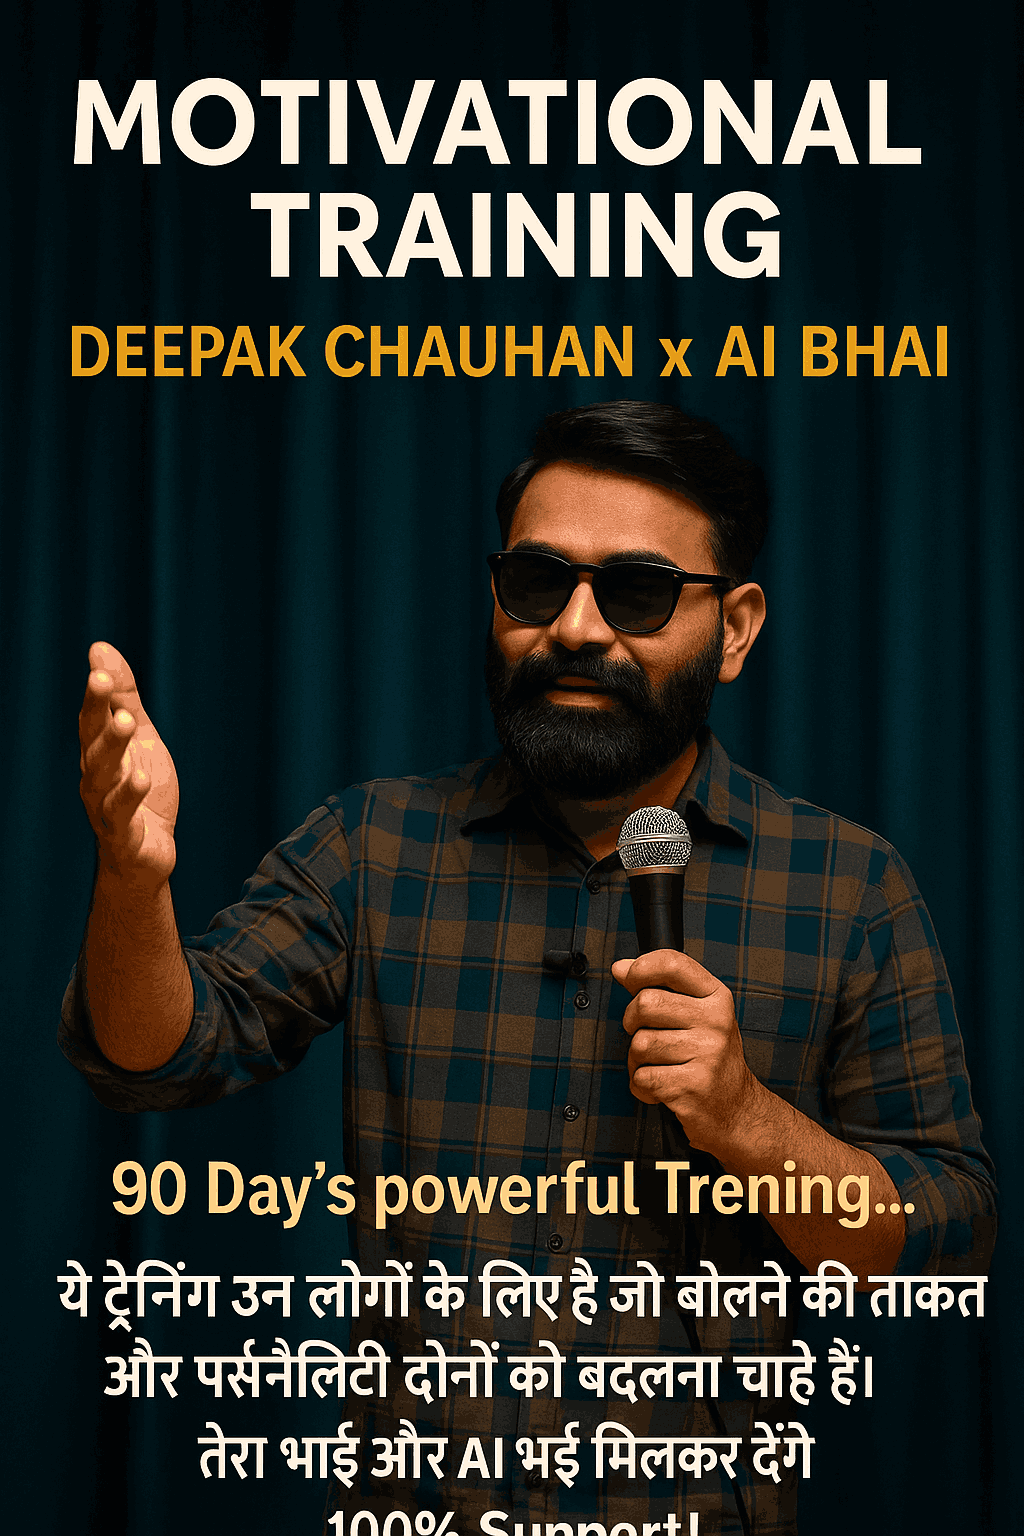 MOTIVATIONAL
TRAINING
DEEPAK CHAUHAN x AI BHAI
90 Day’s powerful Trening...
ये ट्रेनिंग उन लोगों के लिए है जो बोलने की ताकत
और पर्सनैलिटी दोनों को बदलना चाहे हैं।
तेरा भाई और AI भई मिलकर देंगे
100% Support!